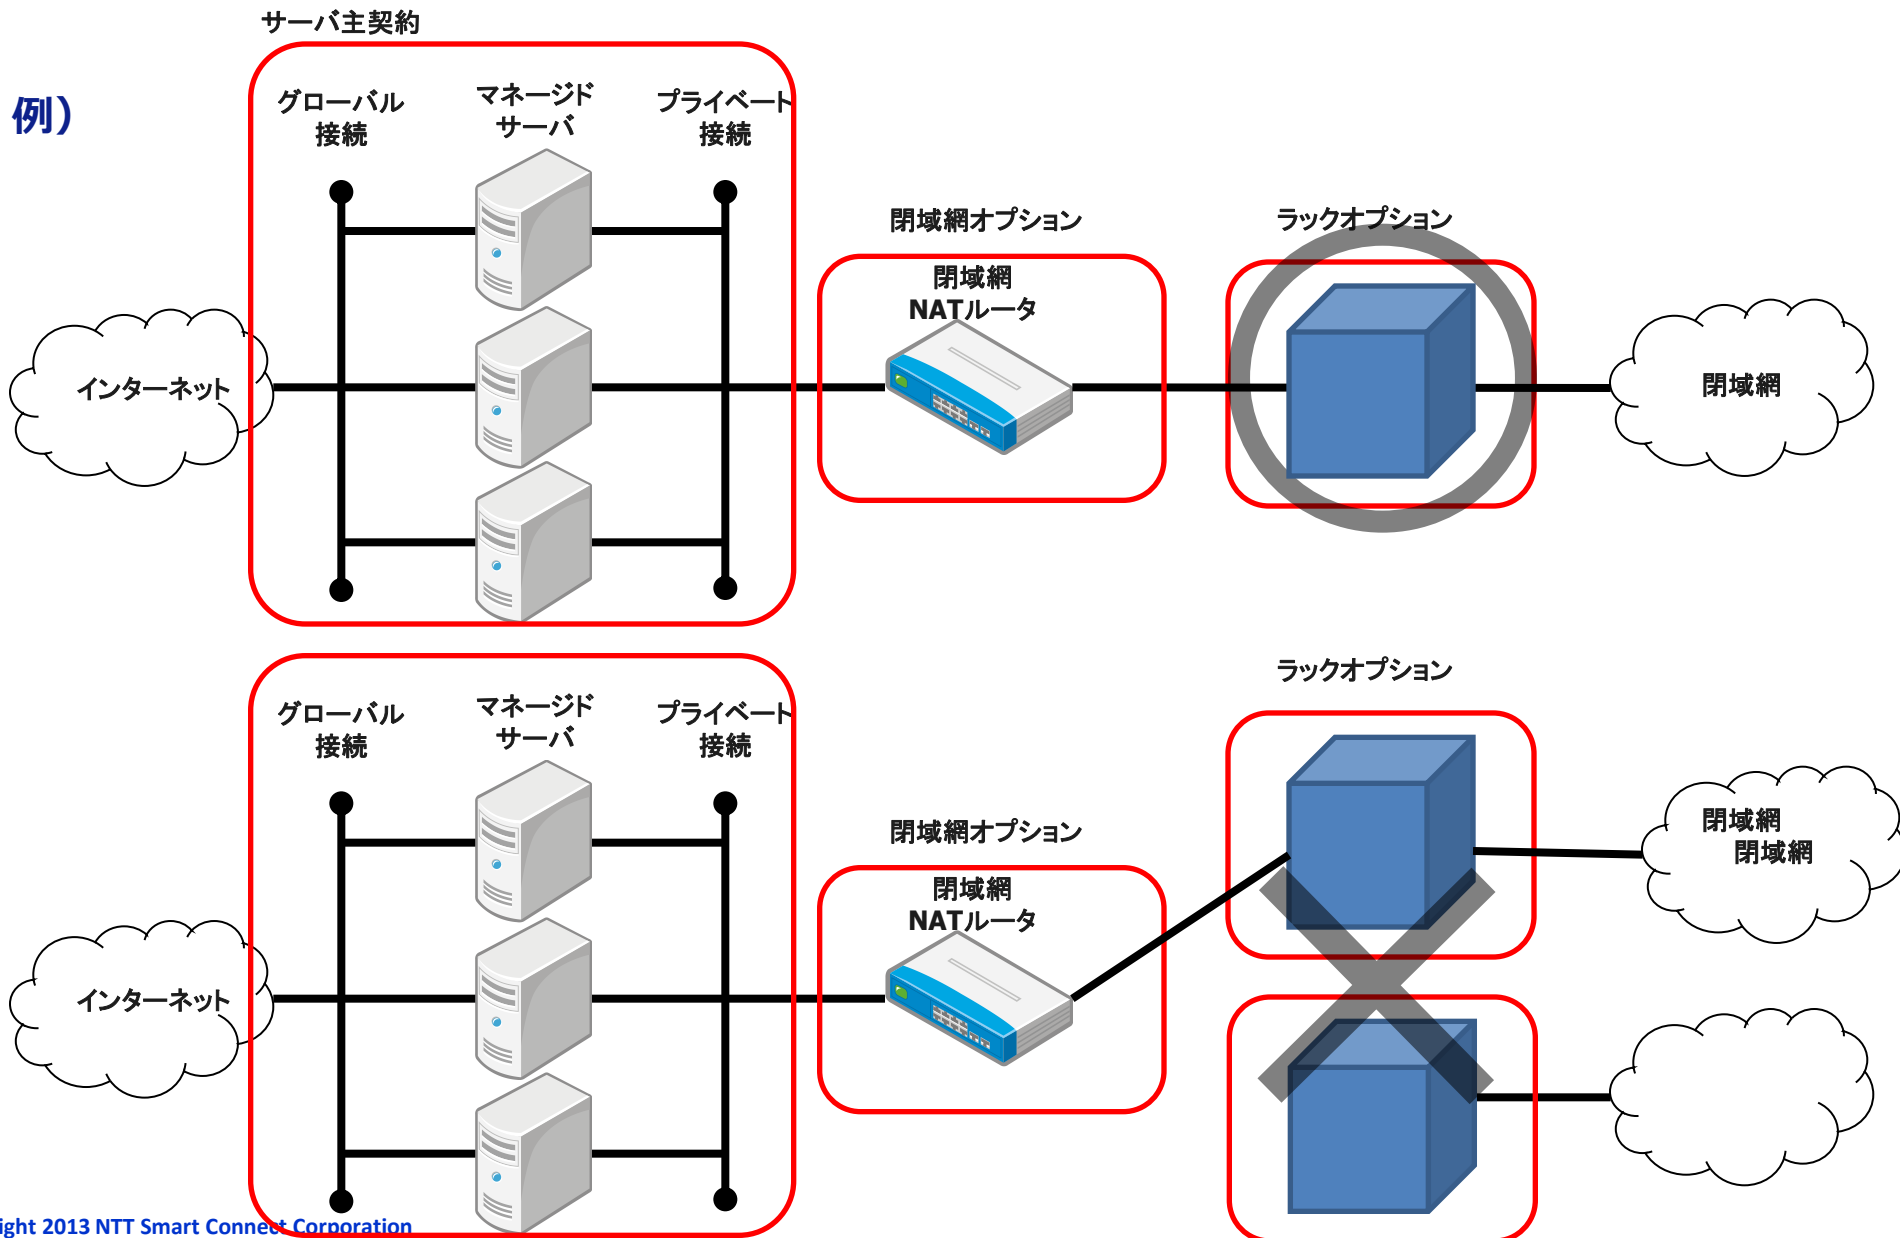 サーバ主契約
例）
グローバル
接続
マネージド
サーバ
プライベート
接続
閉域網オプション
ラックオプション
閉域網
NATルータ
インターネット
閉域網
ラックオプション
グローバル
接続
マネージド
サーバ
プライベート
接続
閉域網オプション
閉域網
閉域網
閉域網
NATルータ
インターネット
ight 2013 NTT Smart Connect Corporation